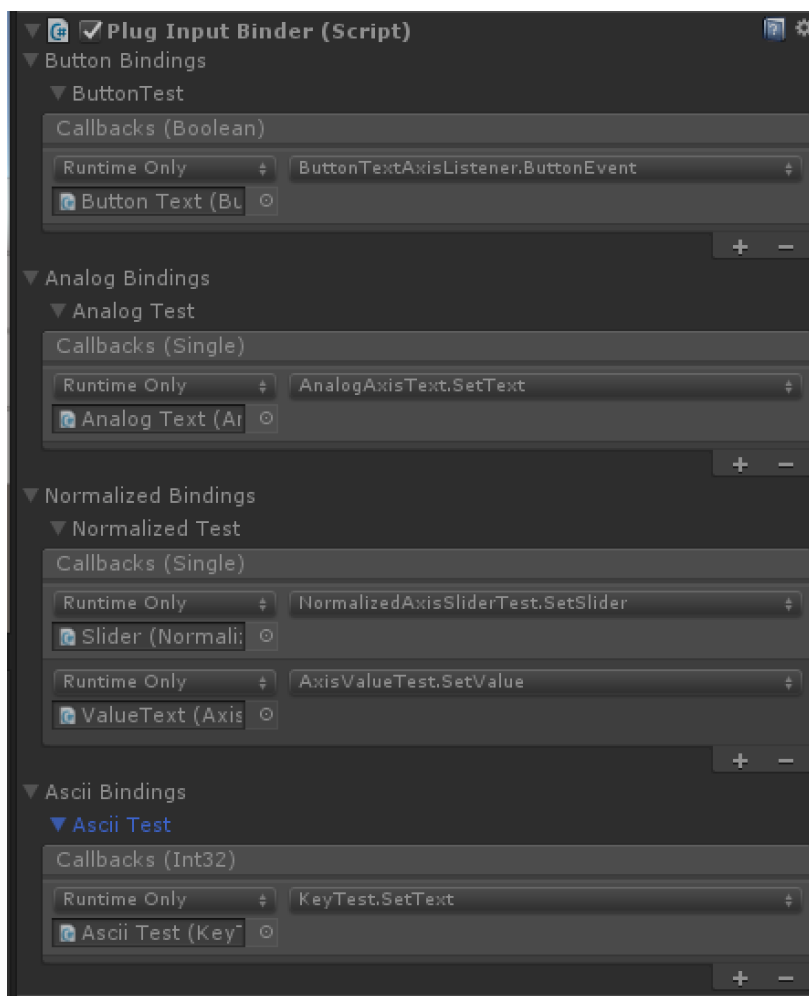 Plug Input Binder (Script)
Button Bindings
ButtonTest
Callbacks (Boolean)
Runtime Only ButtonTextAxisListener.ButtonEvent
Button Text (Bu
Analog Bindings
Analog Test
Callbacks (Single)
Runtime Only AnalogAxisText.SetText
Analog Text (Ar
Normalized Bindings
Normalized Test
Callbacks (Single)
Runtime Only NormalizedAxisSliderTest.SetSlider
Slider (Normali
Runtime Only AxisValueTest.SetValue
ValueText (Axis
Ascii Bindings
Ascii Test
Callbacks (Int32)
Runtime Only KeyTest.SetText
Ascii Test (Key